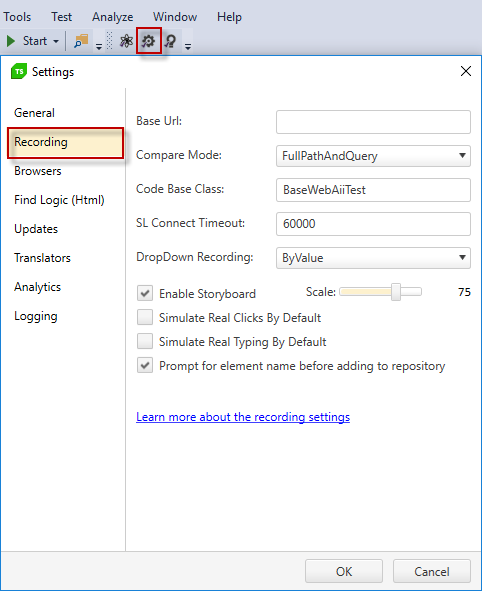 Tools Test Analyze Window Help
Start
TS Settings
General
Recording
Browsers
Find Logic (Html)
Updates
Translators
Analytics
Logging
Base Url:
Compare Mode: FullPathAndQuery
Code Base Class: BaseWebAiiTest
SL Connect Timeout: 60000
DropDown Recording: ByValue
Enable Storyboard Scale: 75
Simulate Real Clicks By Default
Simulate Real Typing By Default
Prompt for element name before adding to repository
Learn more about the recording settings
OK Cancel